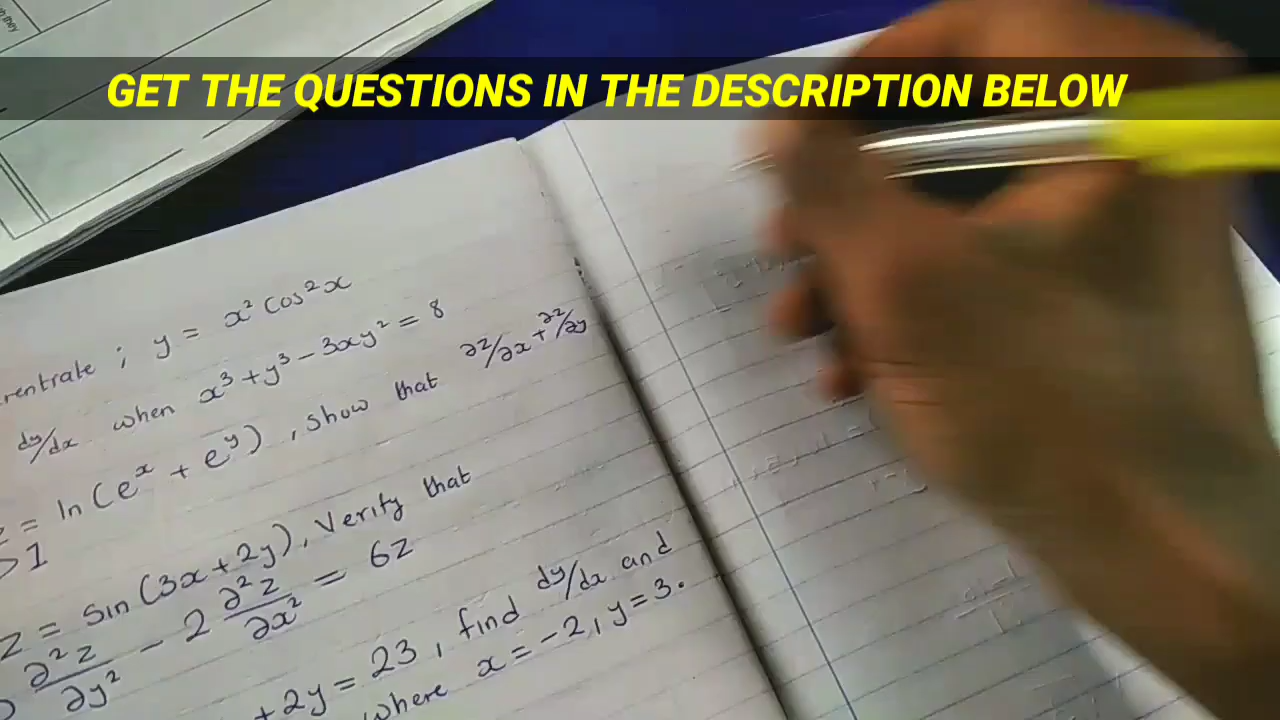 GET THE QUESTIONS IN THE DESCRIPTION BELOW
; y = x² Cos²x
dy/dx when x³ + y³ - 3xy² = 8
= ln(eˣ + eʸ), show that ∂z/∂x + ∂z/∂y
1
Z = sin(3x + 2y), Verify that
∂²z/∂y² - 2 ∂²z/∂x² = 6Z
+ 2y = 23, find dy/dx and
where x = -2, y = 3.